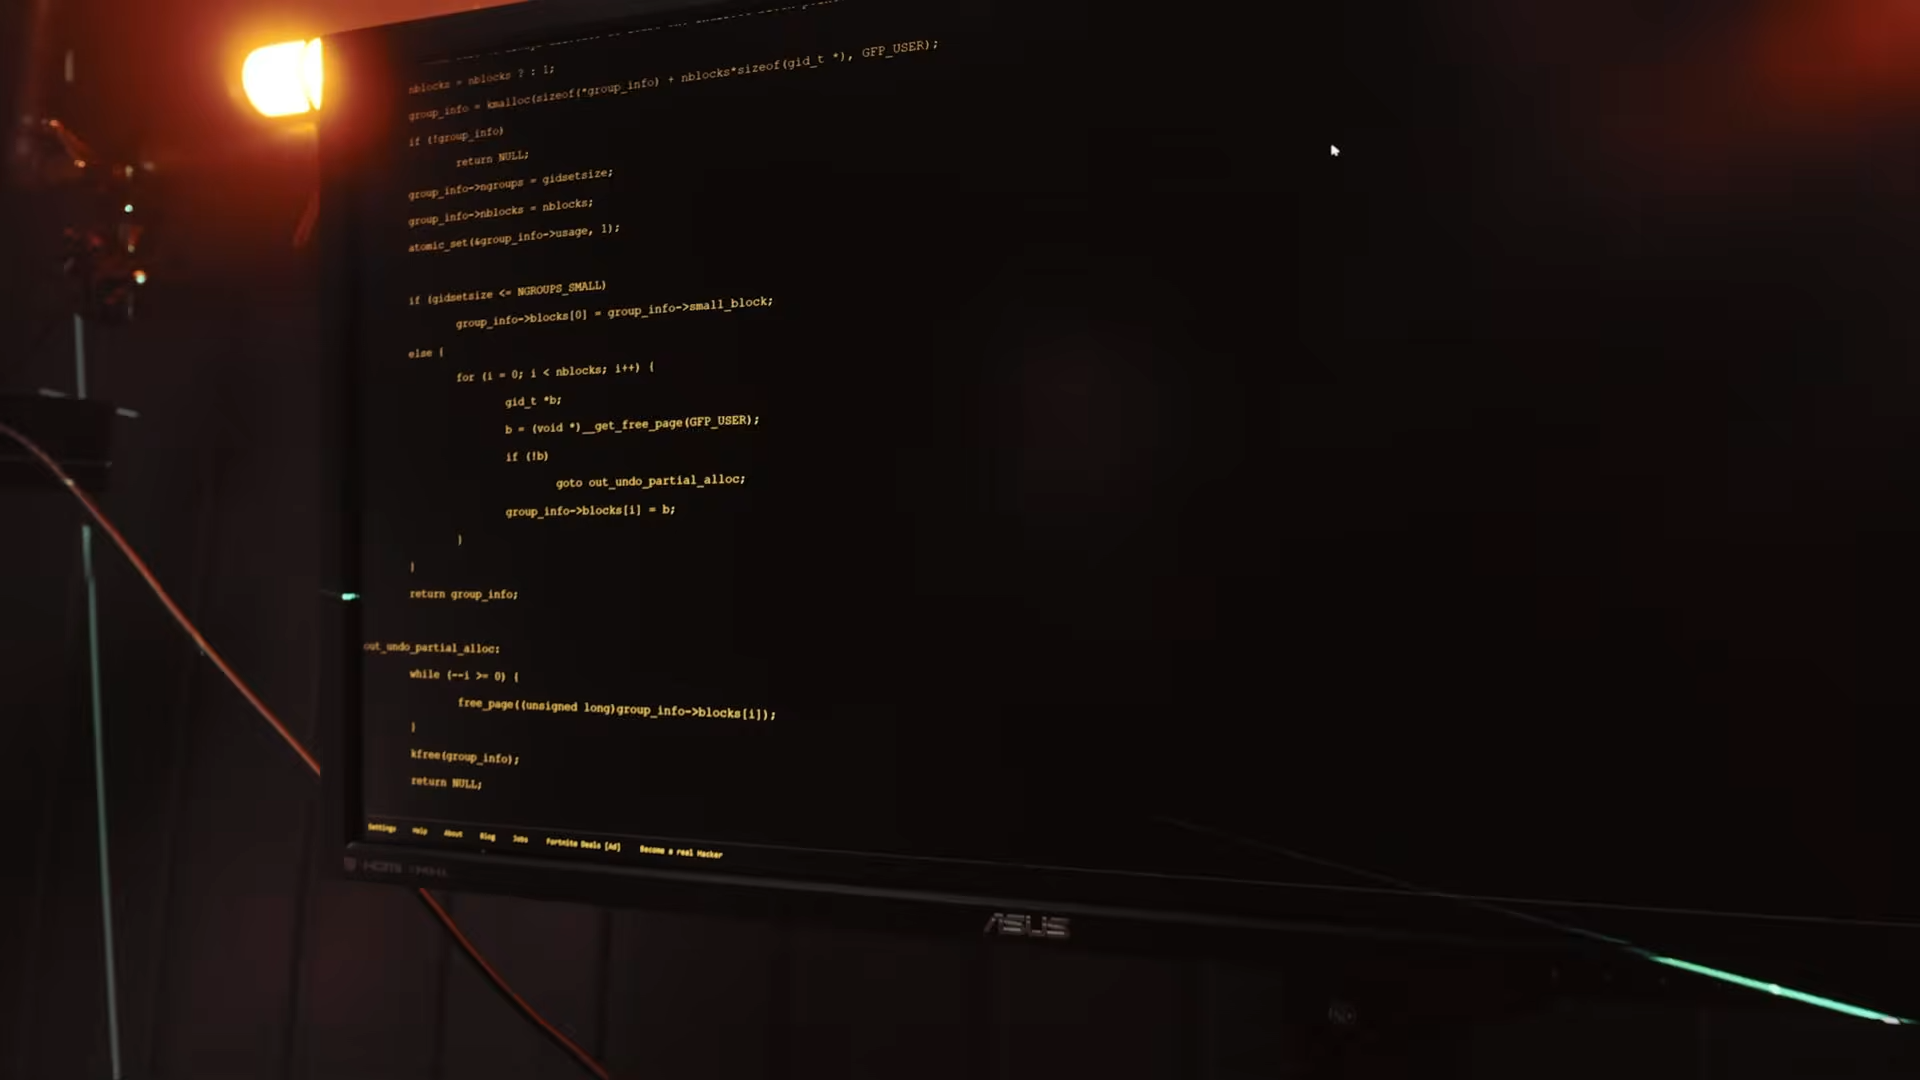 nblocks = nblocks ? : 1;
group_info = kmalloc(sizeof(*group_info) + nblocks*sizeof(gid_t *), GFP_USER);
if (!group_info)
return NULL;
group_info->ngroups = gidsetsize;
group_info->nblocks = nblocks;
atomic_set(&group_info->usage, 1);
if (gidsetsize <= NGROUPS_SMALL)
group_info->blocks[0] = group_info->small_block;
else {
for (i = 0; i < nblocks; i++) {
gid_t *b;
b = (void *)__get_free_page(GFP_USER);
if (!b)
goto out_undo_partial_alloc;
group_info->blocks[i] = b;
}
}
return group_info;
out_undo_partial_alloc:
while (--i >= 0) {
free_page((unsigned long)group_info->blocks[i]);
}
kfree(group_info);
return NULL;
Settings Help About Blog Jobs Fortnite Deals [Ad] Become a real Hacker
HDMI
ASUS